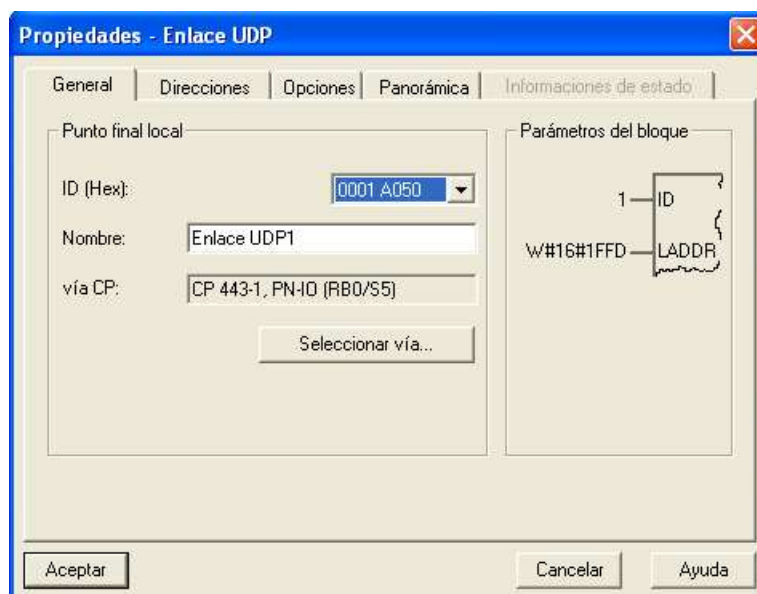 Propiedades - Enlace UDP
General Direcciones Opciones Panorámica Informaciones de estado
Punto final local
ID (Hex): 0001 A050
Nombre: Enlace UDP1
vía CP: CP 443-1, PN-IO (RB0/S5)
Seleccionar vía...
Parámetros del bloque
1 ID
W#16#1FFD LADDR
Aceptar Cancelar Ayuda